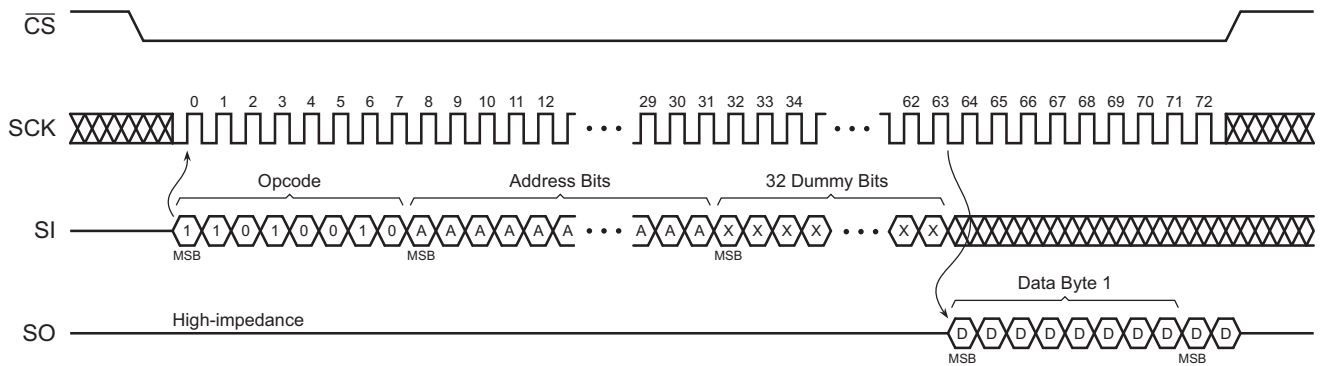 CS
0 1 2 3 4 5 6 7 8 9 10 11 12 29 30 31 32 33 34 62 63 64 65 66 67 68 69 70 71 72
SCK
Opcode Address Bits 32 Dummy Bits
SI 1 1 0 1 0 0 1 0 A A A A A A A A A X X X X X X
MSB MSB MSB
Data Byte 1
High-impedance
SO D D D D D D D D D D
MSB MSB